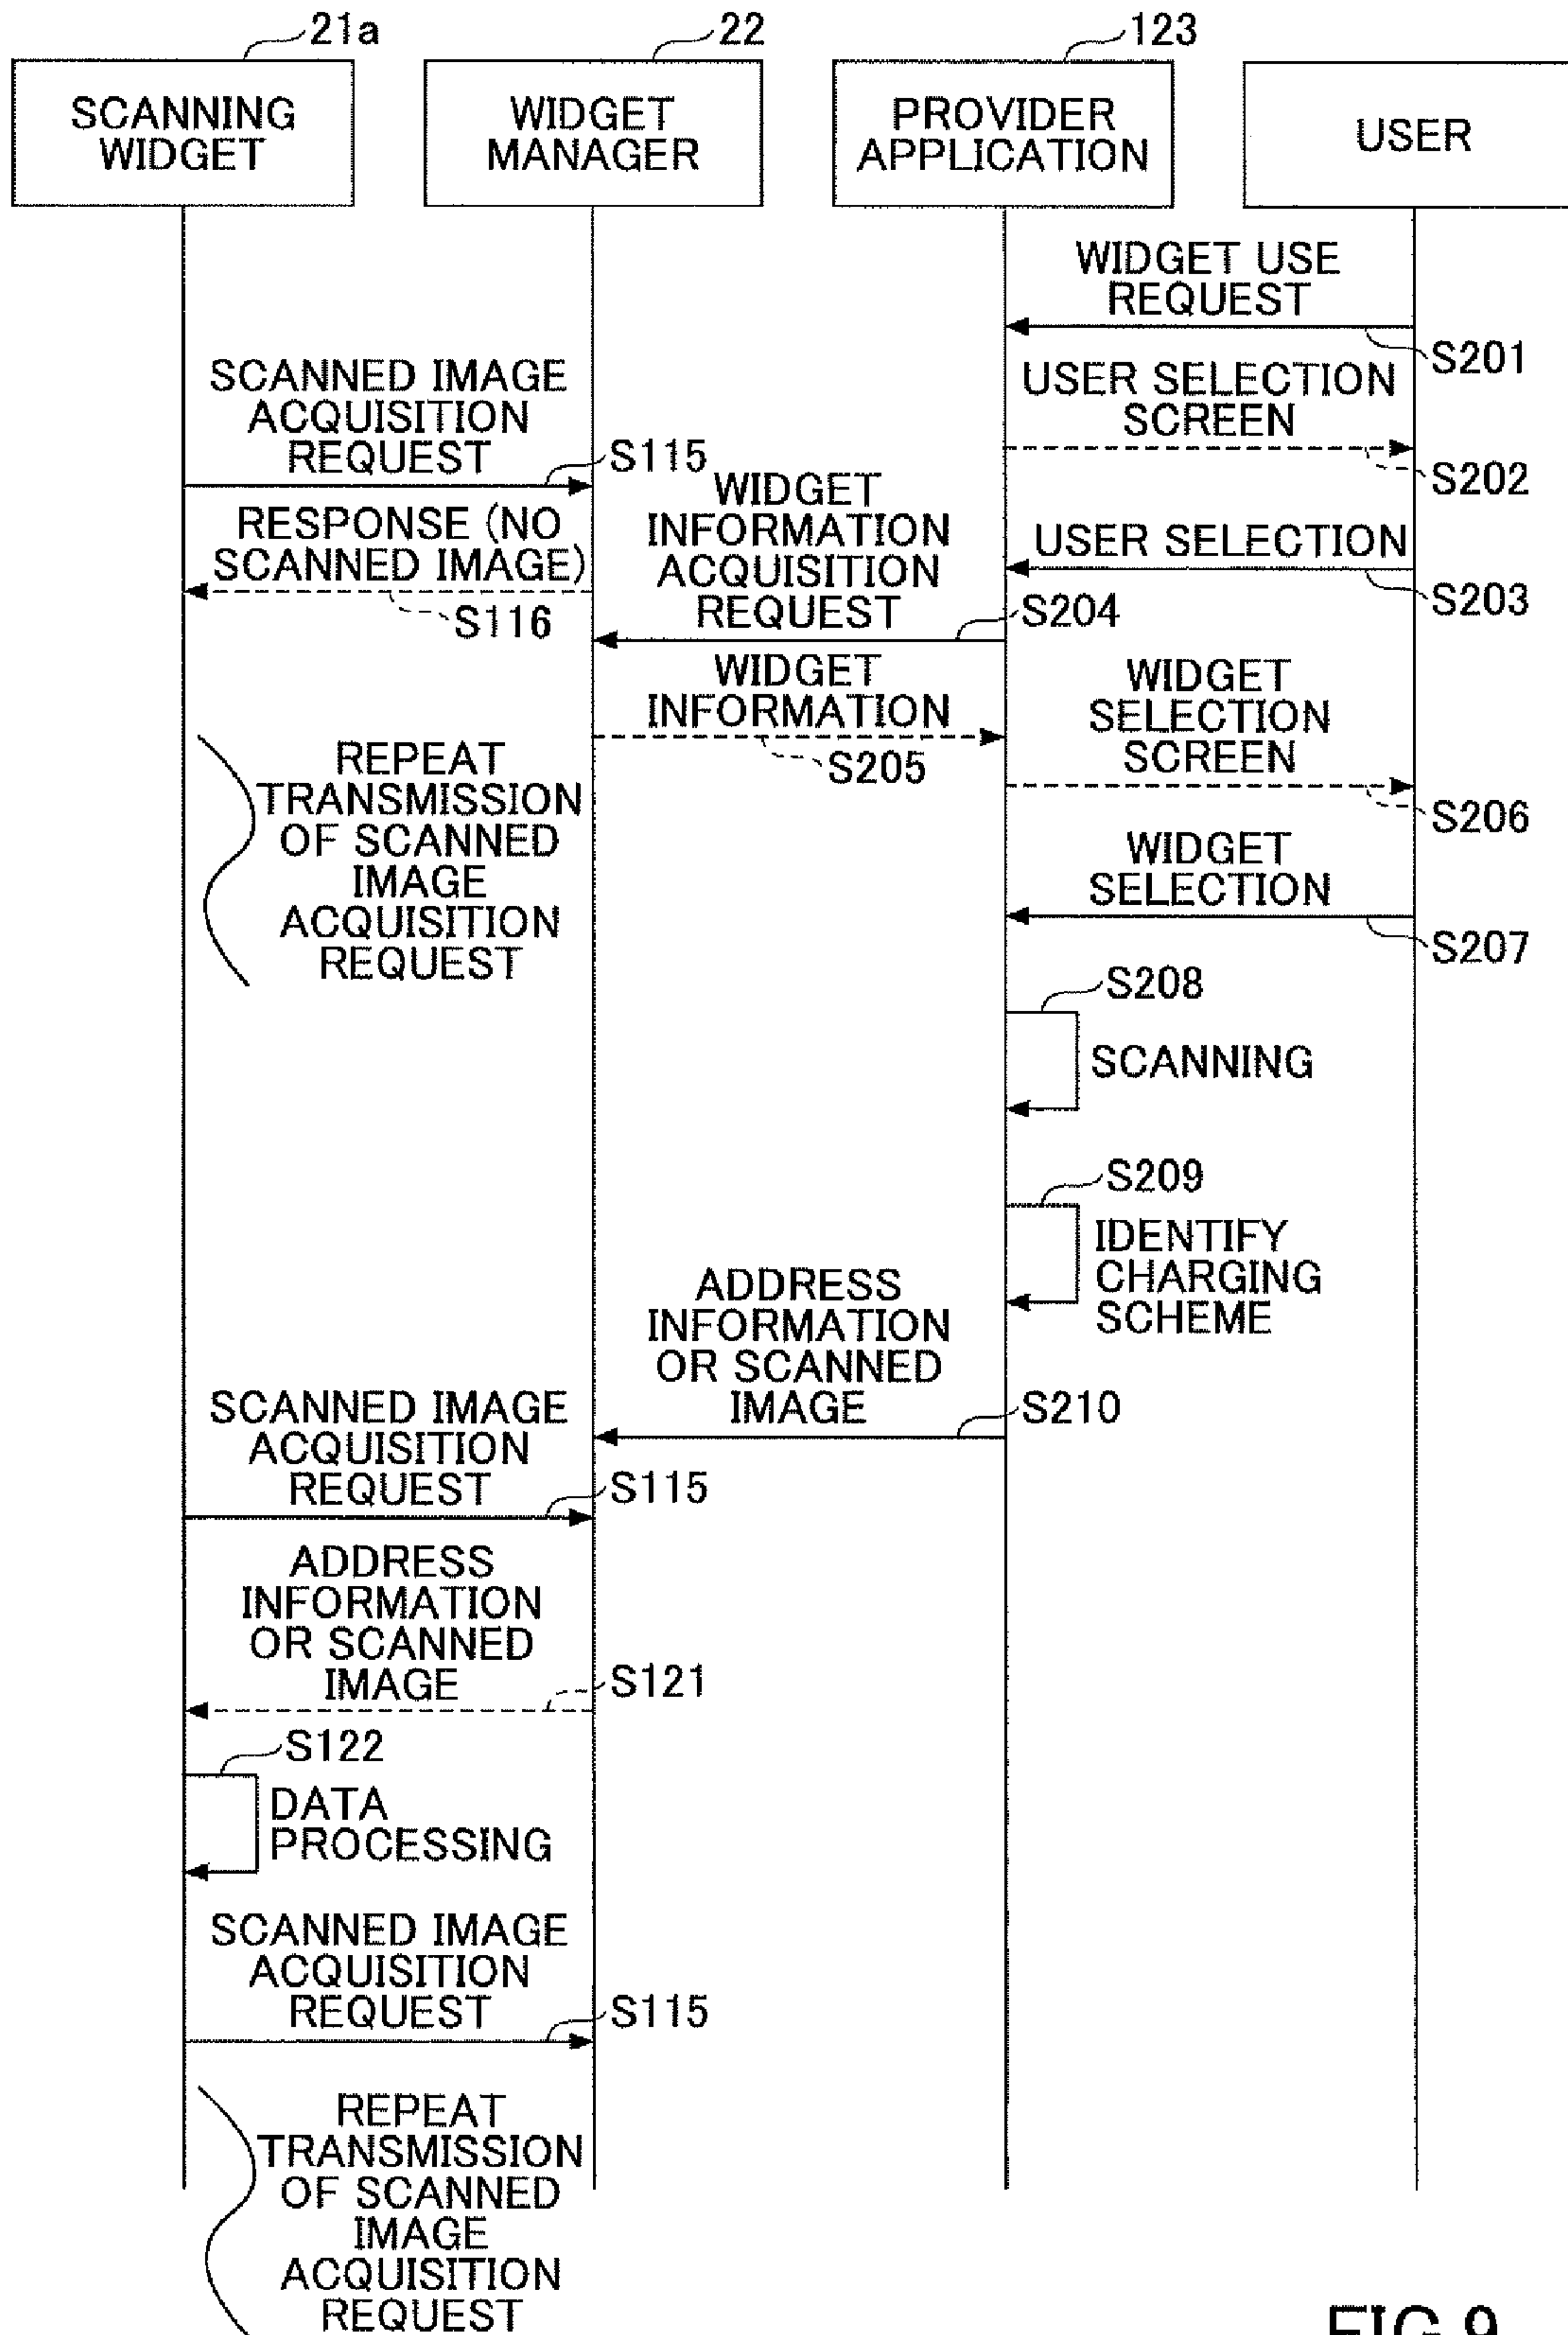 21a
22
123
SCANNING
WIDGET
WIDGET
MANAGER
PROVIDER
APPLICATION
USER
WIDGET USE
REQUEST
S201
SCANNED IMAGE
ACQUISITION
REQUEST
S115
USER SELECTION
SCREEN
S202
RESPONSE (NO
SCANNED IMAGE)
S116
WIDGET
INFORMATION
ACQUISITION
REQUEST
S204
USER SELECTION
S203
WIDGET
INFORMATION
S205
WIDGET
SELECTION
SCREEN
S206
REPEAT
TRANSMISSION
OF SCANNED
IMAGE
ACQUISITION
REQUEST
WIDGET
SELECTION
S207
S208
SCANNING
S209
IDENTIFY
CHARGING
SCHEME
ADDRESS
INFORMATION
OR SCANNED
IMAGE
S210
SCANNED IMAGE
ACQUISITION
REQUEST
S115
ADDRESS
INFORMATION
OR SCANNED
IMAGE
S121
S122
DATA
PROCESSING
SCANNED IMAGE
ACQUISITION
REQUEST
S115
REPEAT
TRANSMISSION
OF SCANNED
IMAGE
ACQUISITION
REQUEST
FIG.9